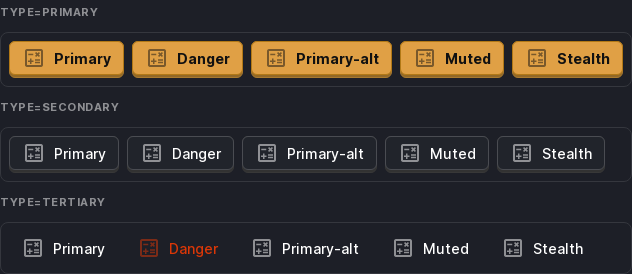 TYPE=PRIMARY
Primary Danger Primary-alt Muted Stealth
TYPE=SECONDARY
Primary Danger Primary-alt Muted Stealth
TYPE=TERTIARY
Primary Danger Primary-alt Muted Stealth